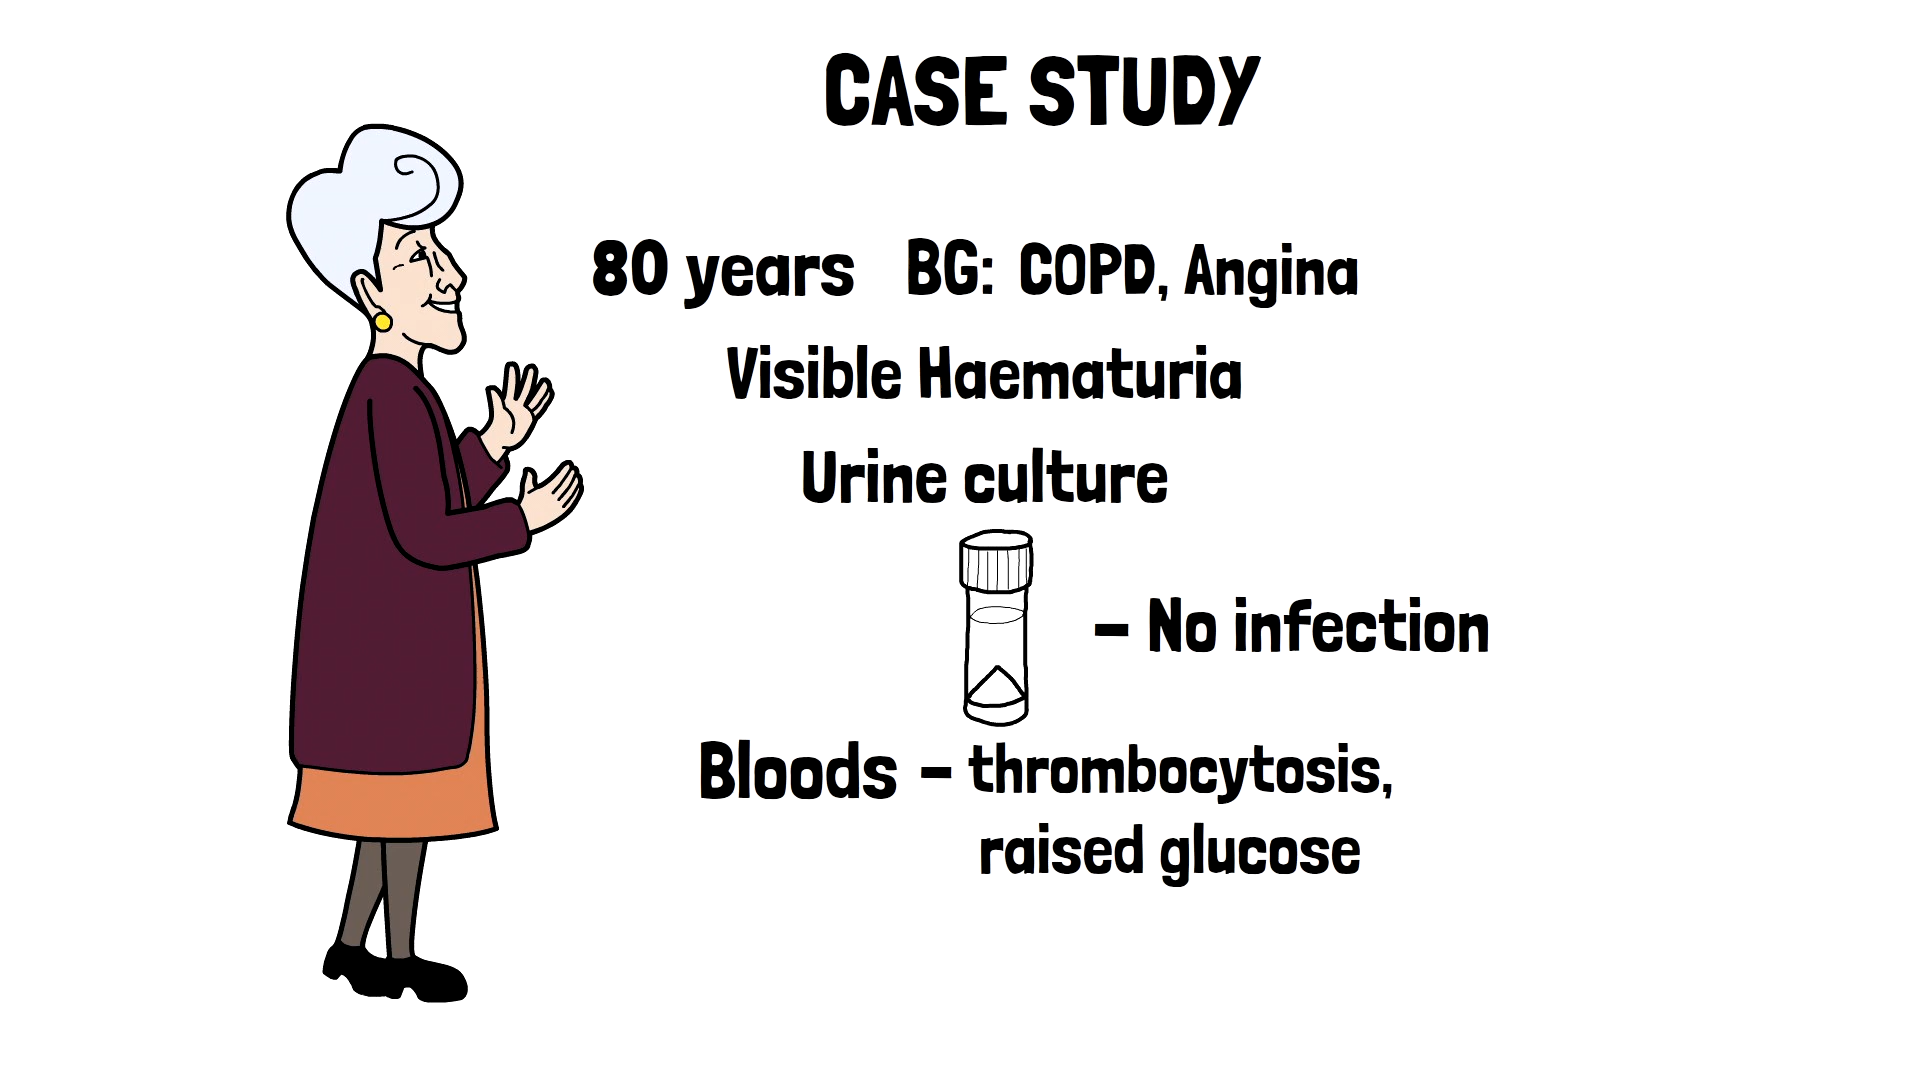 CASE STUDY
80 years BG: COPD, Angina
Visible Haematuria
Urine culture
– No infection
Bloods – thrombocytosis,
raised glucose